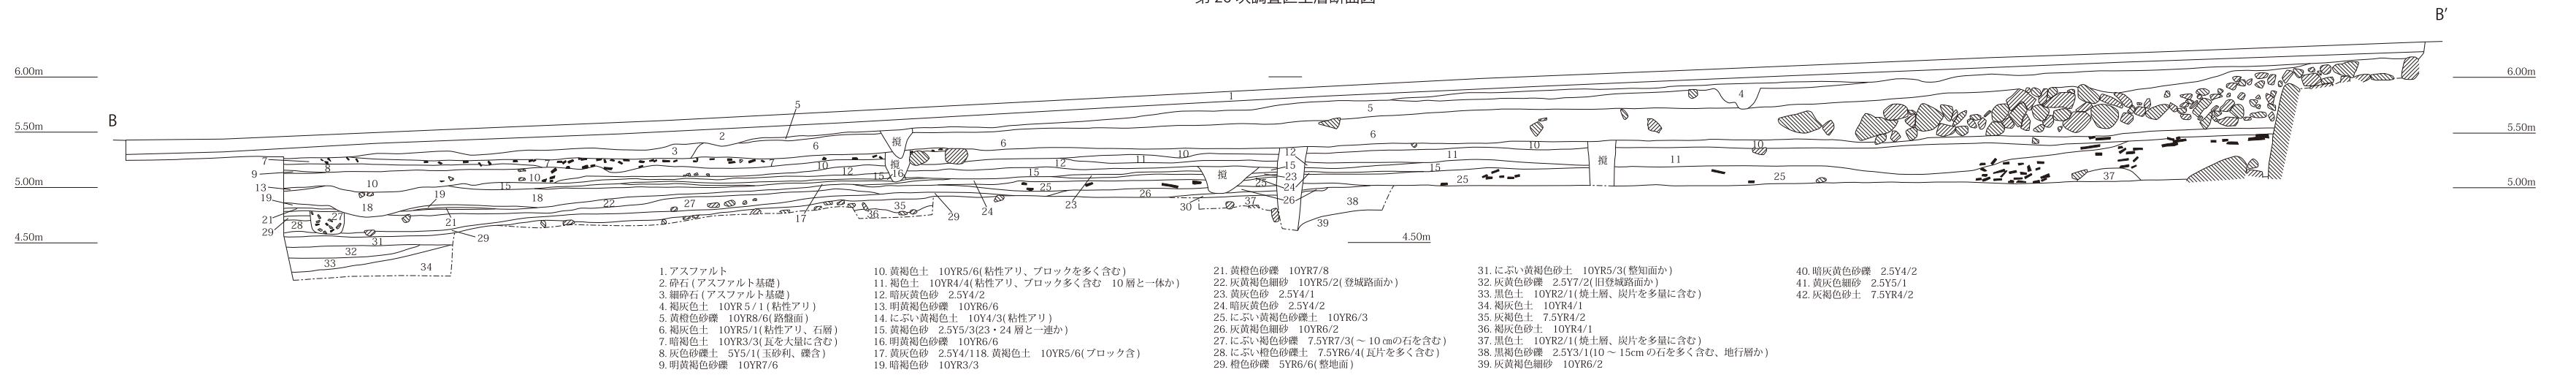 B'
6.00m
6.00m
5.50m
B
5.50m
5.00m
5.00m
4.50m
4.50m
1. アスファルト
2. 砕石 ( アスファルト基礎 )
3. 細砕石 ( アスファルト基礎 )
4. 褐灰色土　10YR５/１( 粘性アリ )
5. 黄橙色砂礫　10YR8/6( 路盤面 )
6. 褐灰色土　10YR5/1( 粘性アリ、石層 )
7. 暗褐色土　10YR3/3( 瓦を大量に含む )
8. 灰色砂礫土　5Y5/1( 玉砂利、礫含 )
9. 明黄褐色砂礫　10YR7/6
10. 黄褐色土　10YR5/6( 粘性アリ、ブロックを多く含む )
11. 褐色土　10YR4/4( 粘性アリ、ブロック多く含む　10 層と一体か )
12. 暗灰黄色砂　2.5Y4/2
13. 明黄褐色砂礫　10YR6/6
14. にぶい黄褐色土　10Y4/3( 粘性アリ )
15. 黄褐色砂　2.5Y5/3(23・24 層と一連か )
16. 明黄褐色砂礫　10YR6/6
17. 黄灰色砂　2.5Y4/118. 黄褐色土　10YR5/6( ブロック含 )
19. 暗褐色砂　10YR3/3
21. 黄橙色砂礫　10YR7/8
22. 灰黄褐色細砂　10YR5/2( 登城路面か )
23. 黄灰色砂　2.5Y4/1
24. 暗灰黄色砂　2.5Y4/2
25. にぶい黄褐色砂礫土　10YR6/3
26. 灰黄褐色細砂　10YR6/2
27. にぶい褐色砂礫　7.5YR7/3( ～ 10 ㎝の石を含む )
28. にぶい橙色砂礫土　7.5YR6/4( 瓦片を多く含む )
29. 橙色砂礫　5YR6/6( 整地面 )
31. にぶい黄褐色砂土　10YR5/3( 整知面か )
32. 灰黄色砂礫　2.5Y7/2( 旧登城路面か )
33. 黒色土　10YR2/1( 焼土層、炭片を多量に含む )
34. 褐灰色土　10YR4/1
35. 灰褐色土　7.5YR4/2
36. 褐灰色砂土　10YR4/1
37. 黒色土　10YR2/1( 焼土層、炭片を多量に含む )
38. 黒褐色砂礫　2.5Y3/1(10 ～ 15cm の石を多く含む、地行層か )
39. 灰黄褐色細砂　10YR6/2
40. 暗灰黄色砂礫　2.5Y4/2
41. 黄灰色細砂　2.5Y5/1
42. 灰褐色砂土　7.5YR4/2